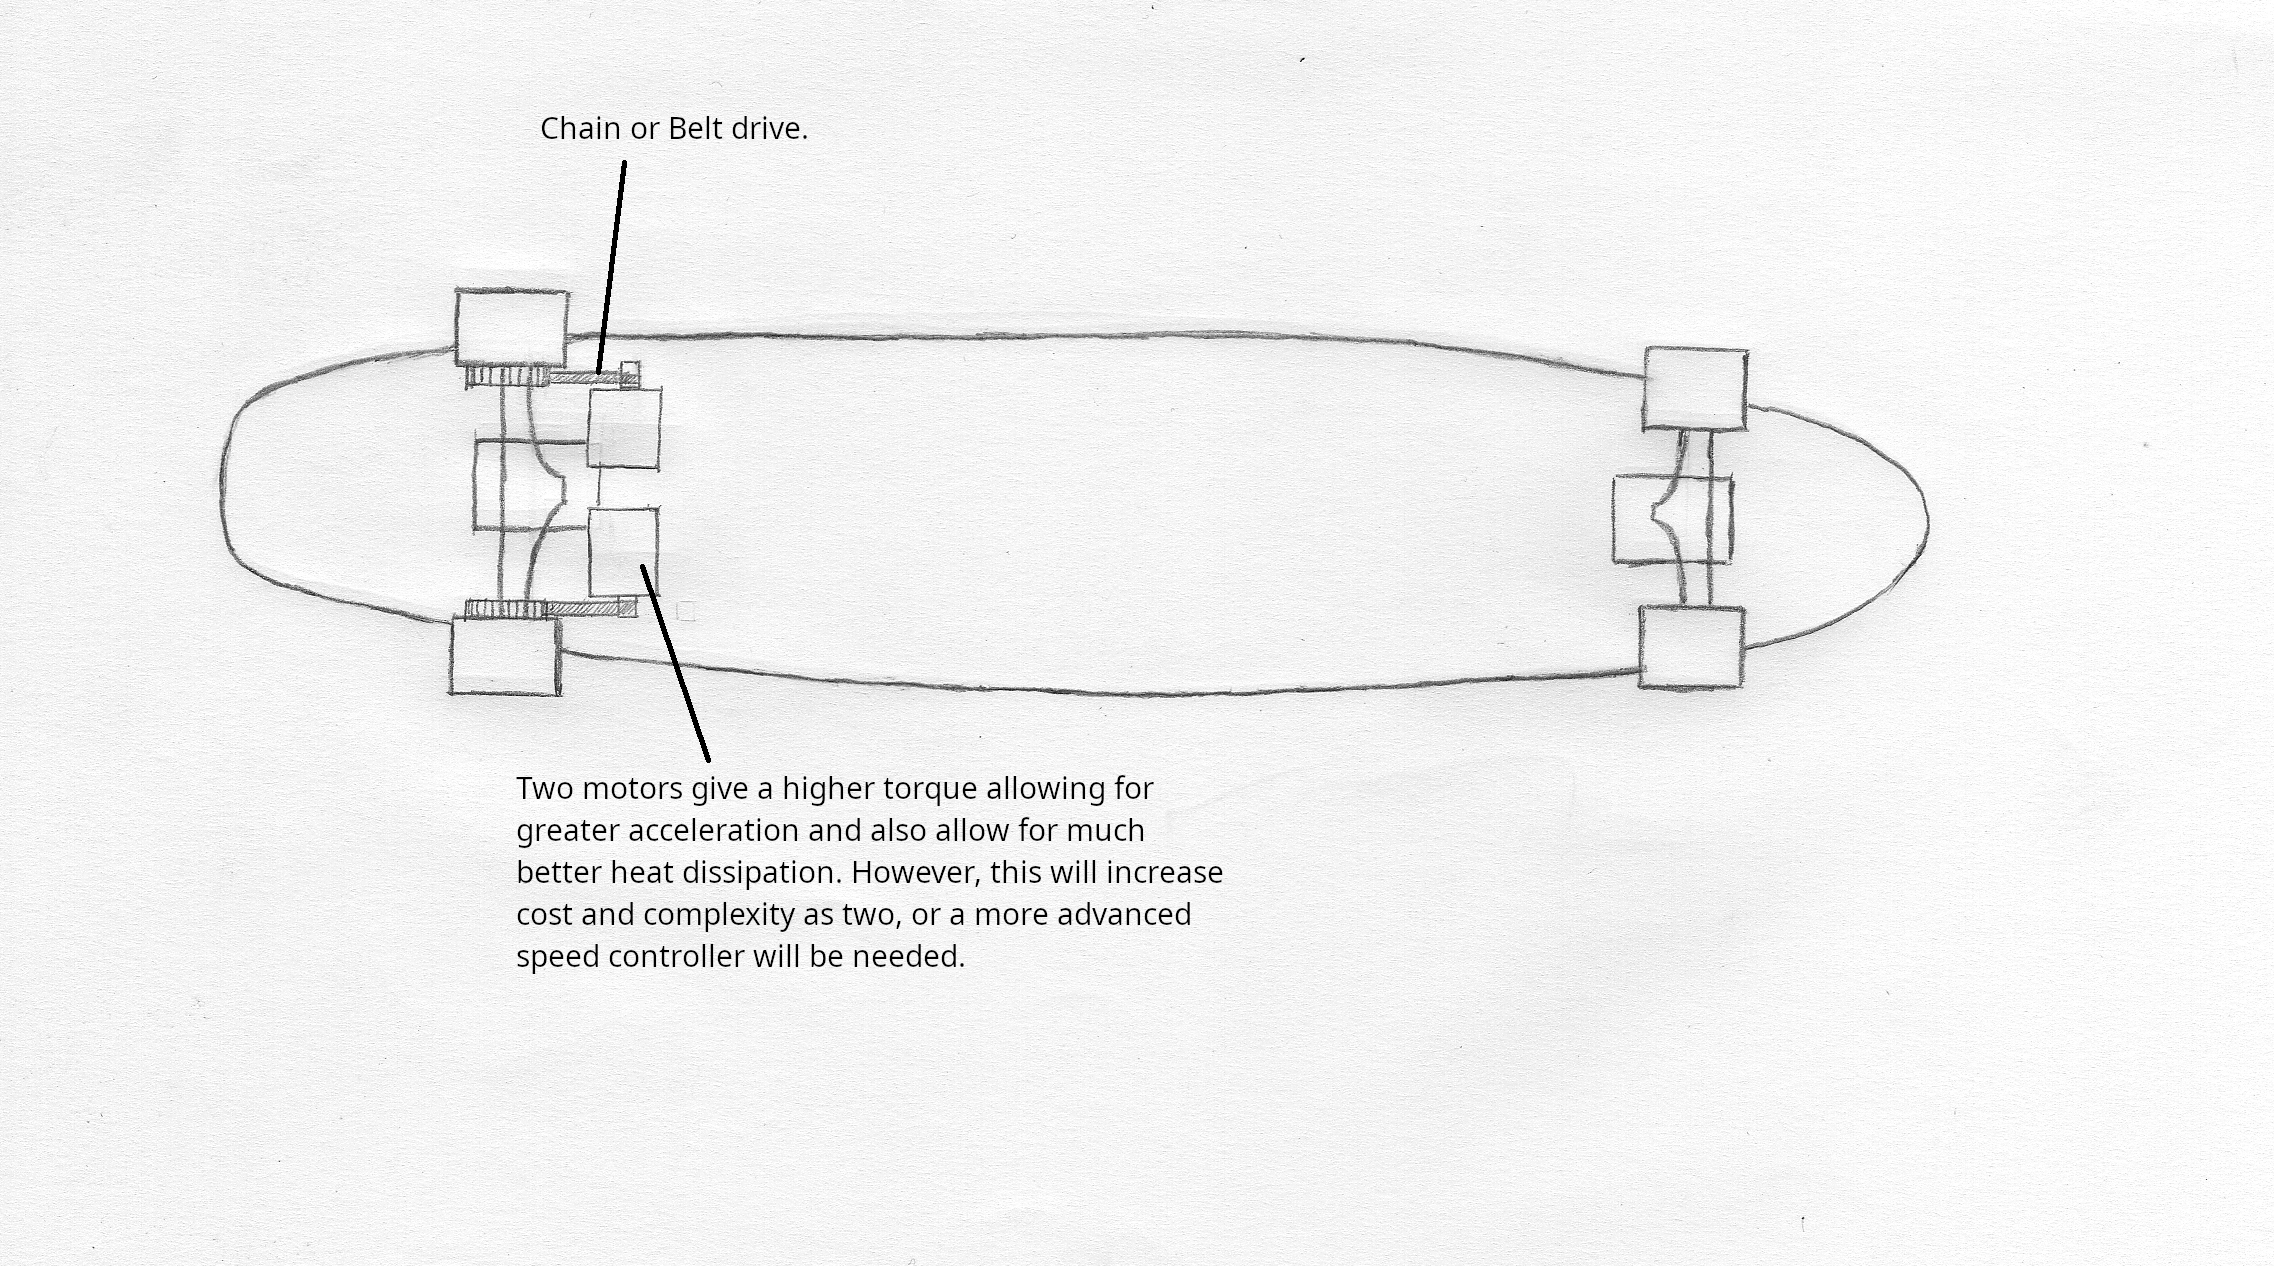 Chain or Belt drive.
Two motors give a higher torque allowing for
greater acceleration and also allow for much
better heat dissipation. However, this will increase
cost and complexity as two, or a more advanced
speed controller will be needed.